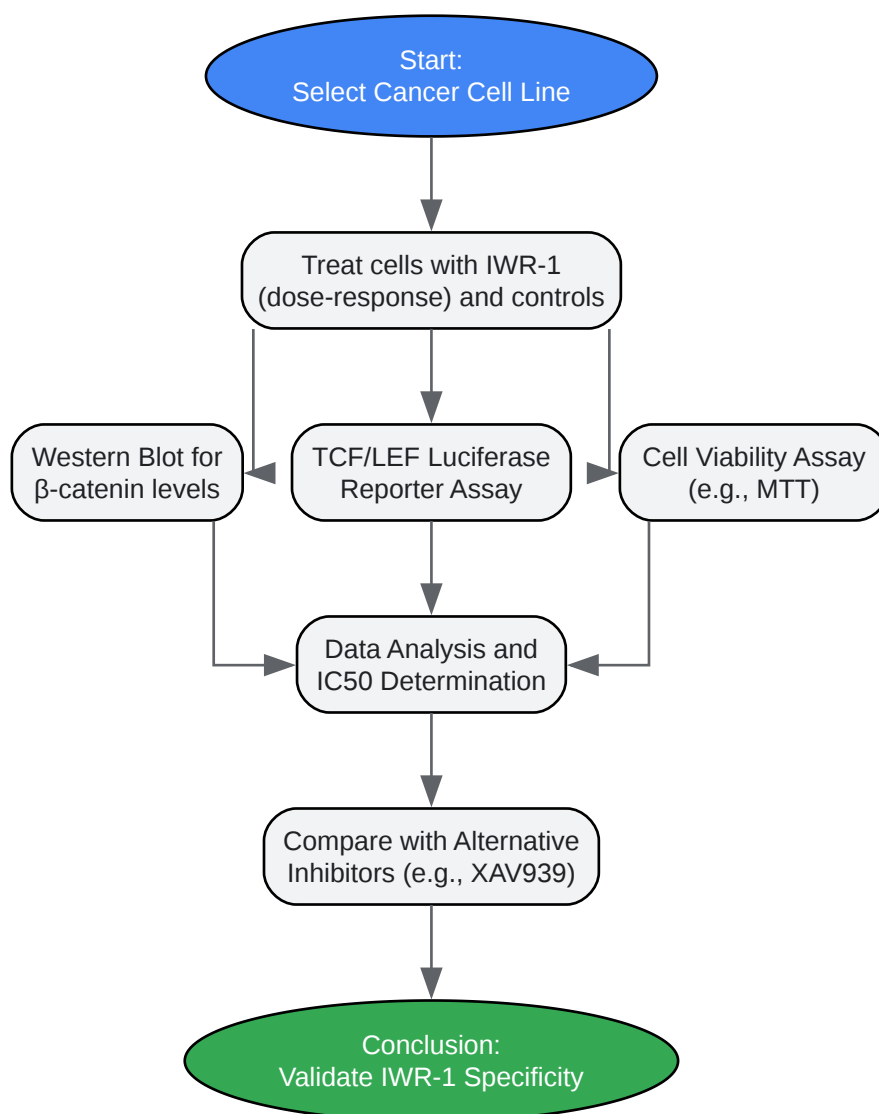 Start:
Select Cancer Cell Line
Treat cells with IWR-1
(dose-response) and controls
Western Blot for
β-catenin levels
TCF/LEF Luciferase
Reporter Assay
Cell Viability Assay
(e.g., MTT)
Data Analysis and
IC50 Determination
Compare with Alternative
Inhibitors (e.g., XAV939)
Conclusion:
Validate IWR-1 Specificity